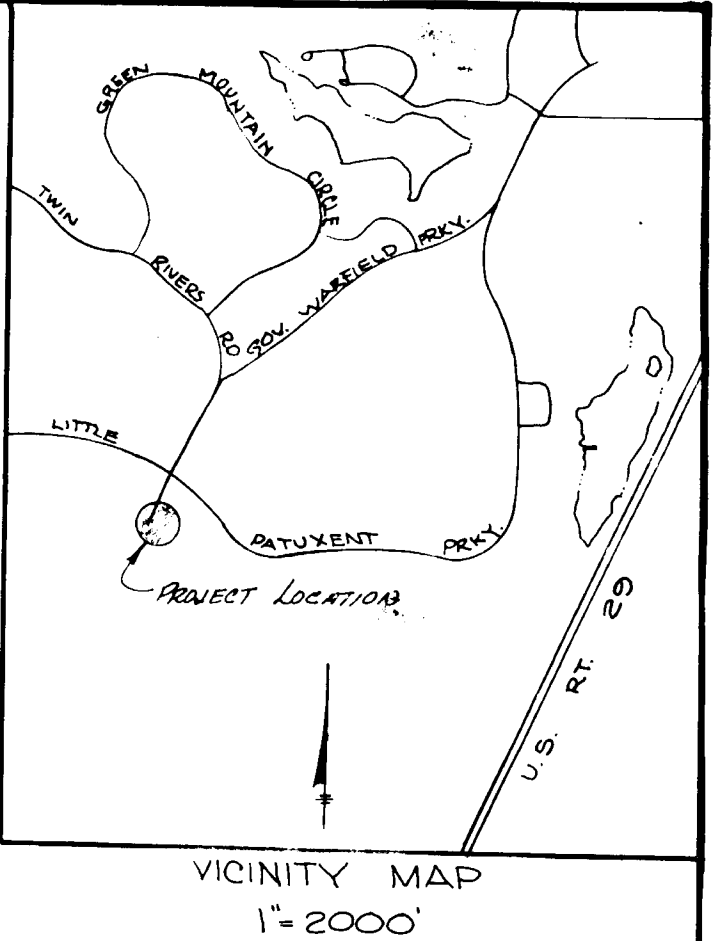 GREEN MOUNTAIN CIRCLE
TWIN RIVERS RD
GOV. WARFIELD PRKY.
LITTLE PATUXENT PRKY.
PROJECT LOCATION
U.S. RT. 29
VICINITY MAP
1"= 2000'